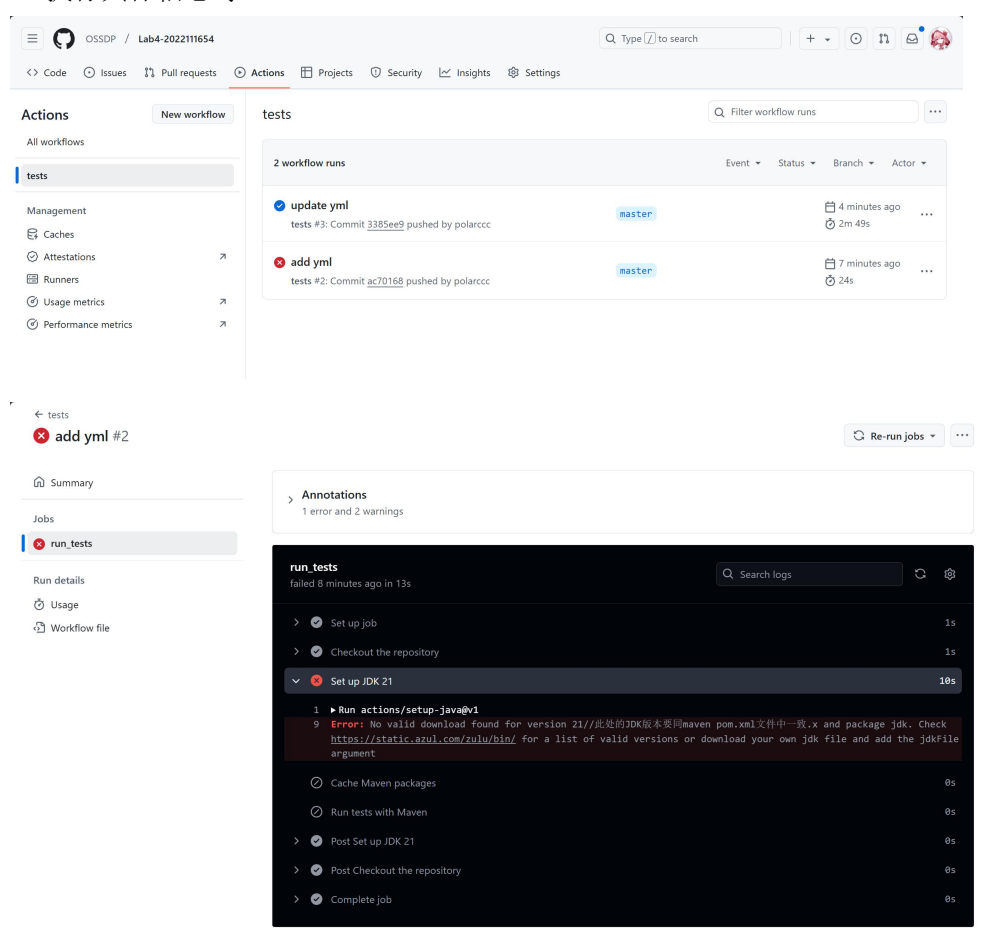 OSSDP / Lab4-2022111654
Type / to search
Code
Issues
Pull requests
Actions
Projects
Security
Insights
Settings
Actions
New workflow
All workflows
tests
Management
Caches
Attestations
Runners
Usage metrics
Performance metrics
tests
Filter workflow runs
2 workflow runs
Event
Status
Branch
Actor
update yml
tests #3: Commit 3385ee9 pushed by polarccc
master
4 minutes ago
2m 49s
add yml
tests #2: Commit ac70168 pushed by polarccc
master
7 minutes ago
24s
← tests
add yml #2
Re-run jobs
Summary
Jobs
run_tests
Run details
Usage
Workflow file
Annotations
1 error and 2 warnings
run_tests
failed 8 minutes ago in 13s
Search logs
Set up job 1s
Checkout the repository 1s
Set up JDK 21 10s
1 Run actions/setup-java@v1
9 Error: No valid download found for version 21//此处的JDK版本要同maven pom.xml文件中一致.x and package jdk. Check
https://static.azul.com/zulu/bin/ for a list of valid versions or download your own jdk file and add the jdkFile
argument
Cache Maven packages 0s
Run tests with Maven 0s
Post Set up JDK 21 0s
Post Checkout the repository 0s
Complete job 0s